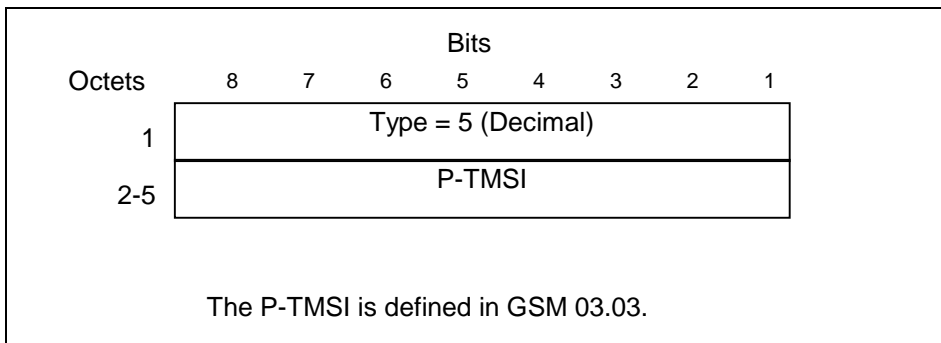 Bits
Octets 8 7 6 5 4 3 2 1
1 Type = 5 (Decimal)
2-5 P-TMSI
The P-TMSI is defined in GSM 03.03.